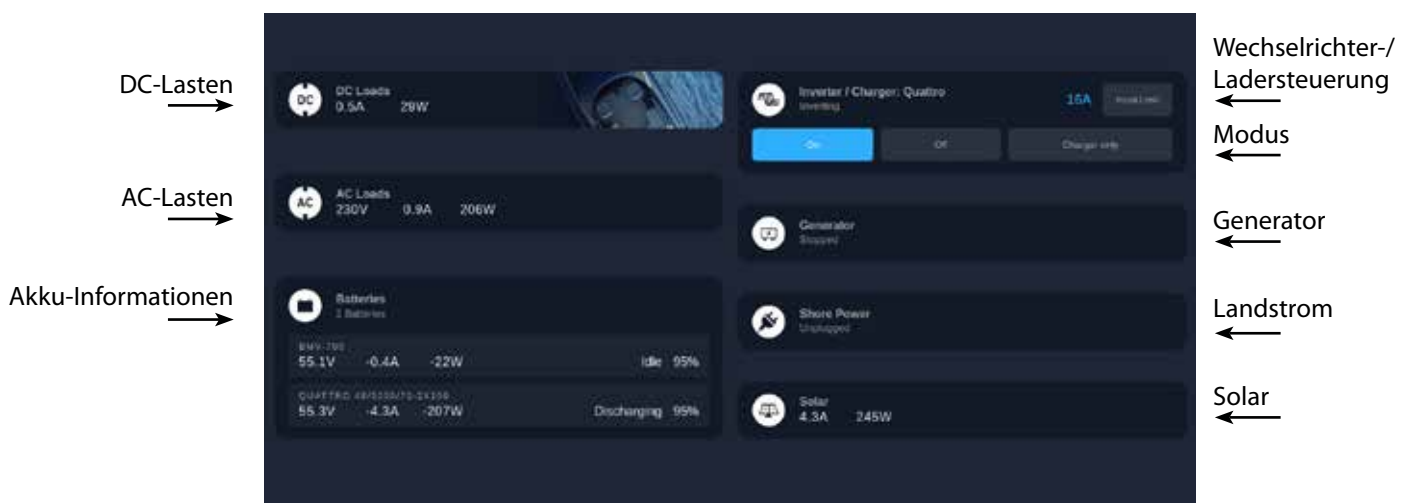 DC-Lasten
AC-Lasten
Akku-Informationen
DC
DC Loads
0.5A 29W
AC
AC Loads
230V 0.9A 206W
Batteries
2 Batteries
BMV-700
55.1V -0.4A -22W Idle 95%
55.3V -4.3A -207W Discharging 95%
Inverter / Charger: Quattro
Inverting
16A
On Off Charger only
Generator
Stopped
Shore Power
Unplugged
Solar
4.3A 245W
Wechselrichter-/
Ladersteuerung
Modus
Generator
Landstrom
Solar